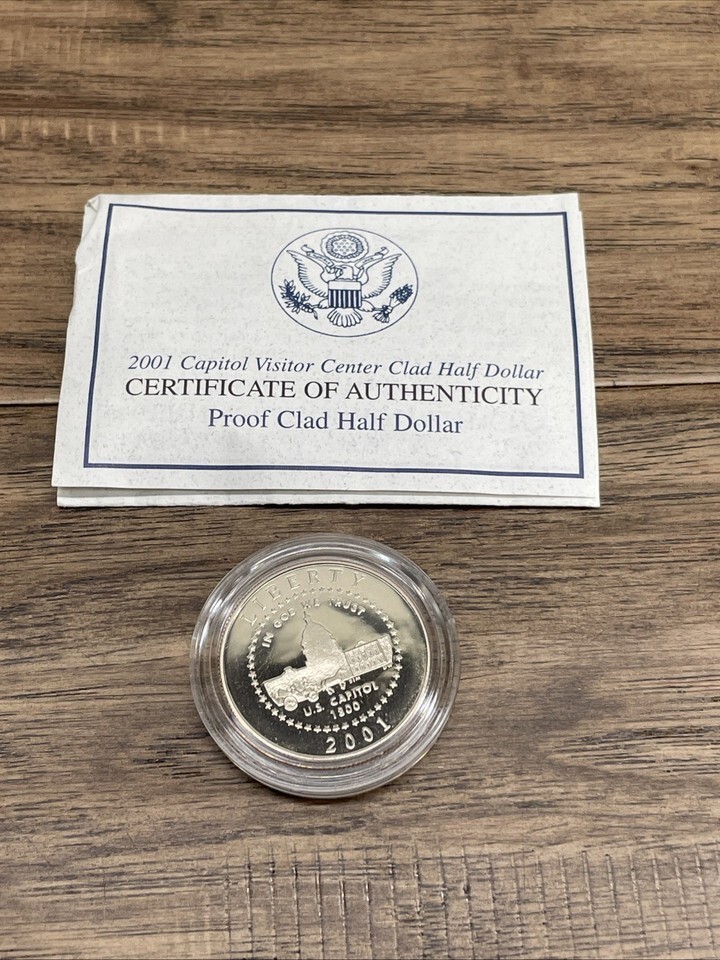 2001 Capitol Visitor Center Clad Half Dollar
CERTIFICATE OF AUTHENTICITY
Proof Clad Half Dollar
LIBERTY
IN GOD WE TRUST
U.S. CAPITOL
1800
2001